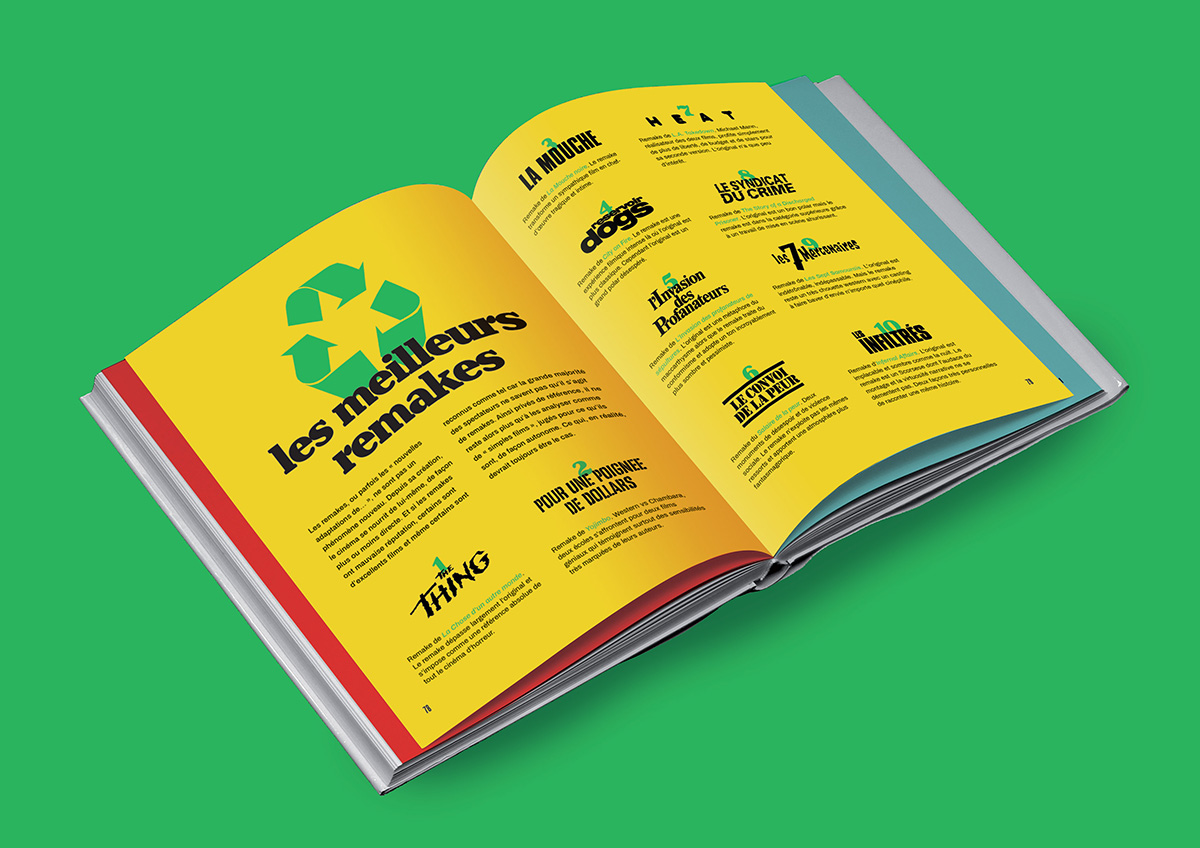 les meilleurs
remakes
Les remakes, ou parfois les « nouvelles
adaptations de… », ne sont pas un
phénomène nouveau. Depuis sa création,
le cinéma se nourrit de lui même, de façon
plus ou moins directe. Et si les remakes
ont mauvaise réputation, certains sont
d'excellents films et même certains sont
reconnus comme tel car la grande majorité
des spectateurs ne savent pas qu'il s'agit
de remakes. Ainsi privés de référence, il ne
reste alors plus qu'à les analyser comme
de « simples films », jugés pour ce qu'ils
sont, de façon autonome. Ce qui, en réalité,
devrait toujours être le cas.
1
THE
THING
Remake de La Chose d'un autre monde.
Le remake dépasse largement l'original et
s'impose comme une référence absolue de
tout le cinéma d'horreur.
2
POUR UNE POIGNÉE
DE DOLLARS
Remake de Yojimbo. Western vs Chambara,
deux écoles s'affrontent pour deux films
géniaux qui témoignent surtout des sensibilités
très marquées de leurs auteurs.
78
3
LA MOUCHE
Remake de La Mouche noire. Le remake
transforme un sympathique film en chef-
d'œuvre tragique et intime.
4
reservoir
dogs
Remake de City on Fire. Le remake est une
expérience filmique intense là où l'original est
plus classique. Cependant l'original est un
grand polar désespéré.
5
l'Invasion
des
Profanateurs
Remake de L'invasion des profanateurs de
sépultures. L'original est une métaphore du
maccarthysme alors que le remake traite du
conformisme et adopte un ton incroyablement
plus sombre et pessimiste.
6
LE CONVOI
DE LA PEUR
Remake du Salaire de la peur. Deux
monuments de désespoir et de violence
sociale. Le remake n'exploite pas les mêmes
ressorts et apportent une atmosphère plus
fantasmagorique.
7
HEAT
Remake de L.A. Takedown. Michael Mann,
réalisateur des deux films, profite simplement
de plus de liberté, de budget et de stars pour
sa seconde version. L'original n'a que peu
d'intérêt.
8
LE SYNDICAT
DU CRIME
Remake de The Story of a Discharged
Prisoner. L'original est un bon polar mais le
remake est dans la catégorie supérieure grâce
à un travail de mise en scène ahurissant.
9
les 7 Mercenaires
Remake de Les Sept Samouraïs. L'original est
indétrônable, indépassable. Mais le remake
reste un très chouette western avec un casting
à faire baver d'envie n'importe quel cinéphile.
10
LES
INFILTRÉS
Remake d'Infernal Affairs. L'original est
implacable et sombre comme la nuit. Le
remake est un Scorsese dont l'audace du
montage et la virtuosité narrative ne se
démentent pas. Deux façons très personnelles
de raconter une même histoire.
79